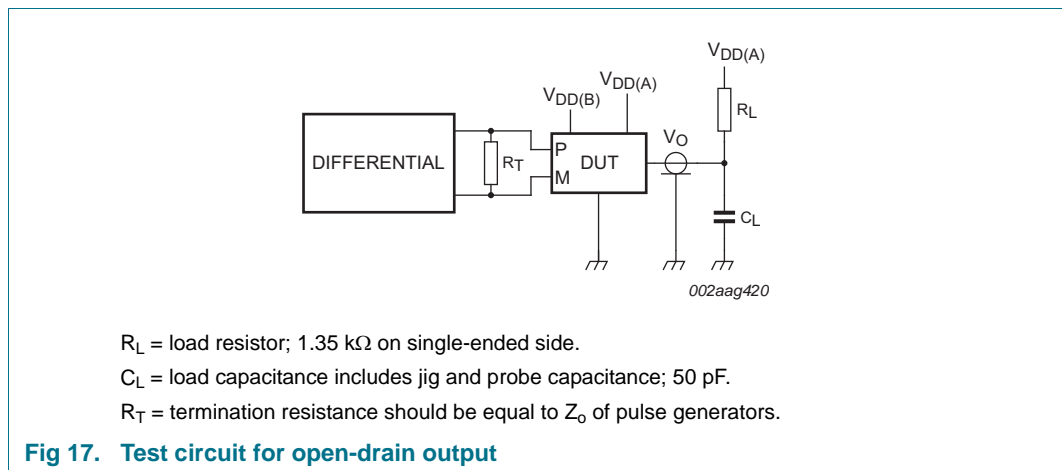 VDD(A)
VDD(A)
VDD(B)
RL
VO
DIFFERENTIAL
RT
P
DUT
M
CL
002aag420
RL = load resistor; 1.35 kΩ on single-ended side.
CL = load capacitance includes jig and probe capacitance; 50 pF.
RT = termination resistance should be equal to Zo of pulse generators.
Fig 17. Test circuit for open-drain output